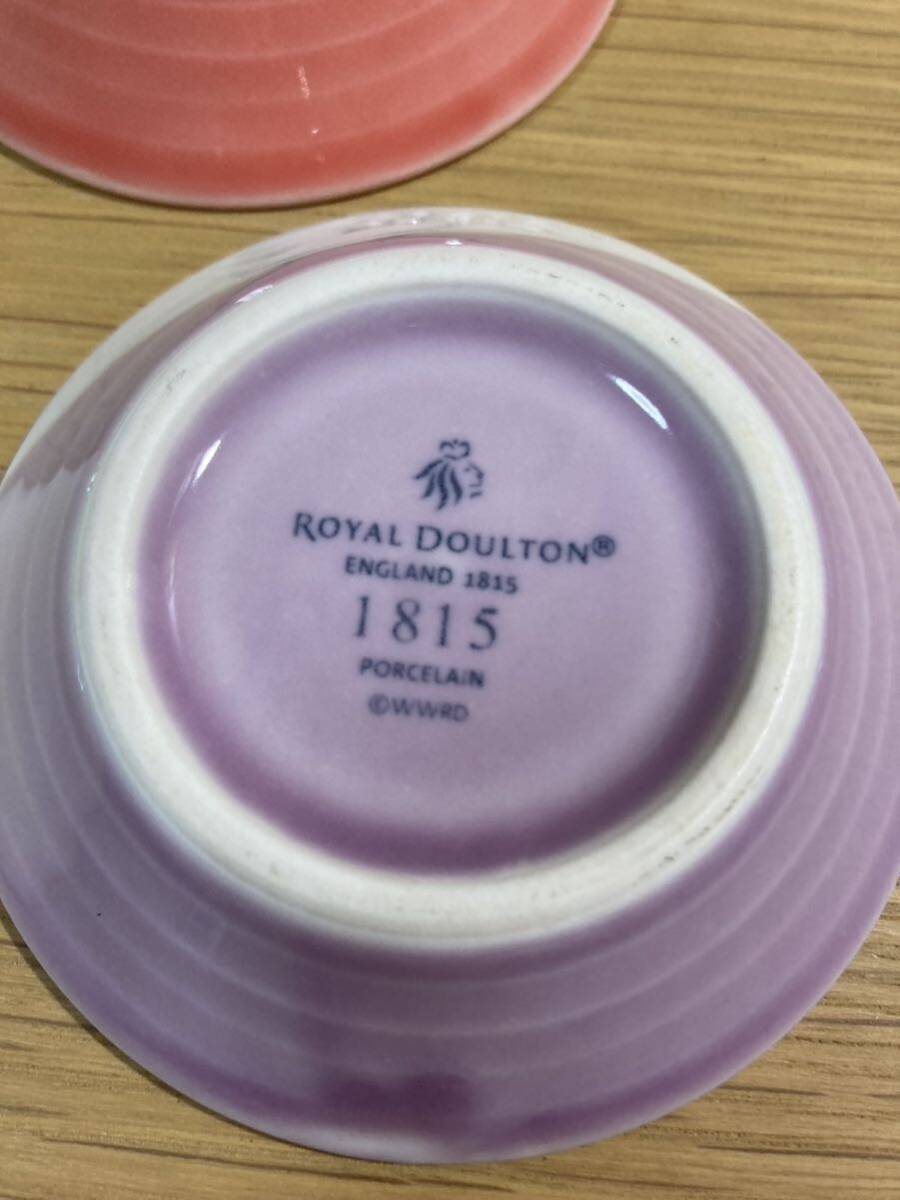 ROYAL DOULTON®
ENGLAND 1815
1815
PORCELAIN
©WWRD